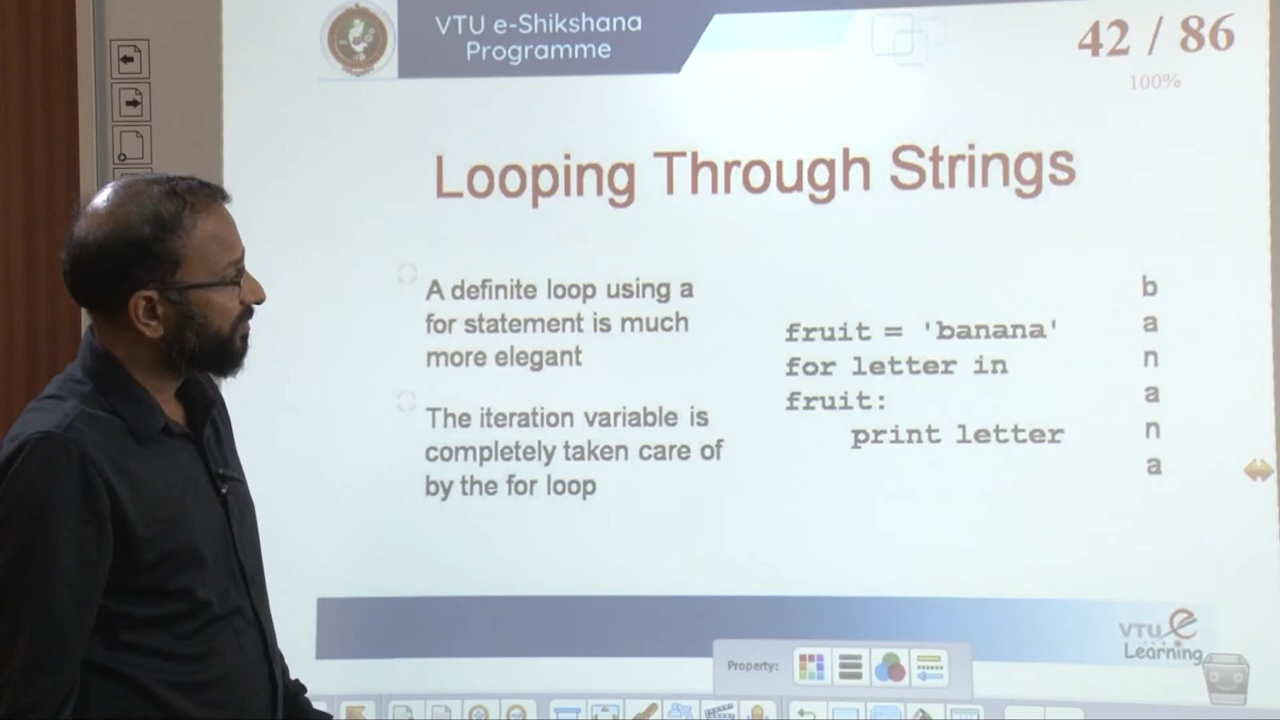 VTU e-Shikshana
Programme
42 / 86
100%
Looping Through Strings
A definite loop using a
for statement is much
more elegant
The iteration variable is
completely taken care of
by the for loop
fruit = 'banana'
for letter in
fruit:
print letter
b
a
n
a
n
a
VTU e
Learning
Property: